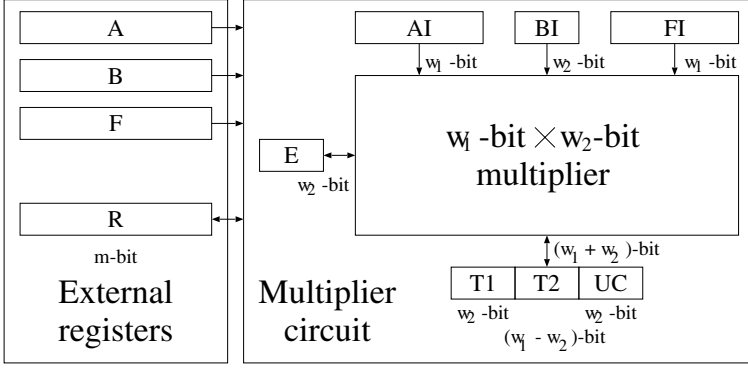 A
B
F
R
m-bit
External
registers
AI
BI
FI
w1 -bit
w2 -bit
w1 -bit
E
w2 -bit
w1 -bit × w2-bit
multiplier
(w1 + w2 )-bit
T1
T2
UC
w2 -bit
w2 -bit
(w1 - w2 )-bit
Multiplier
circuit